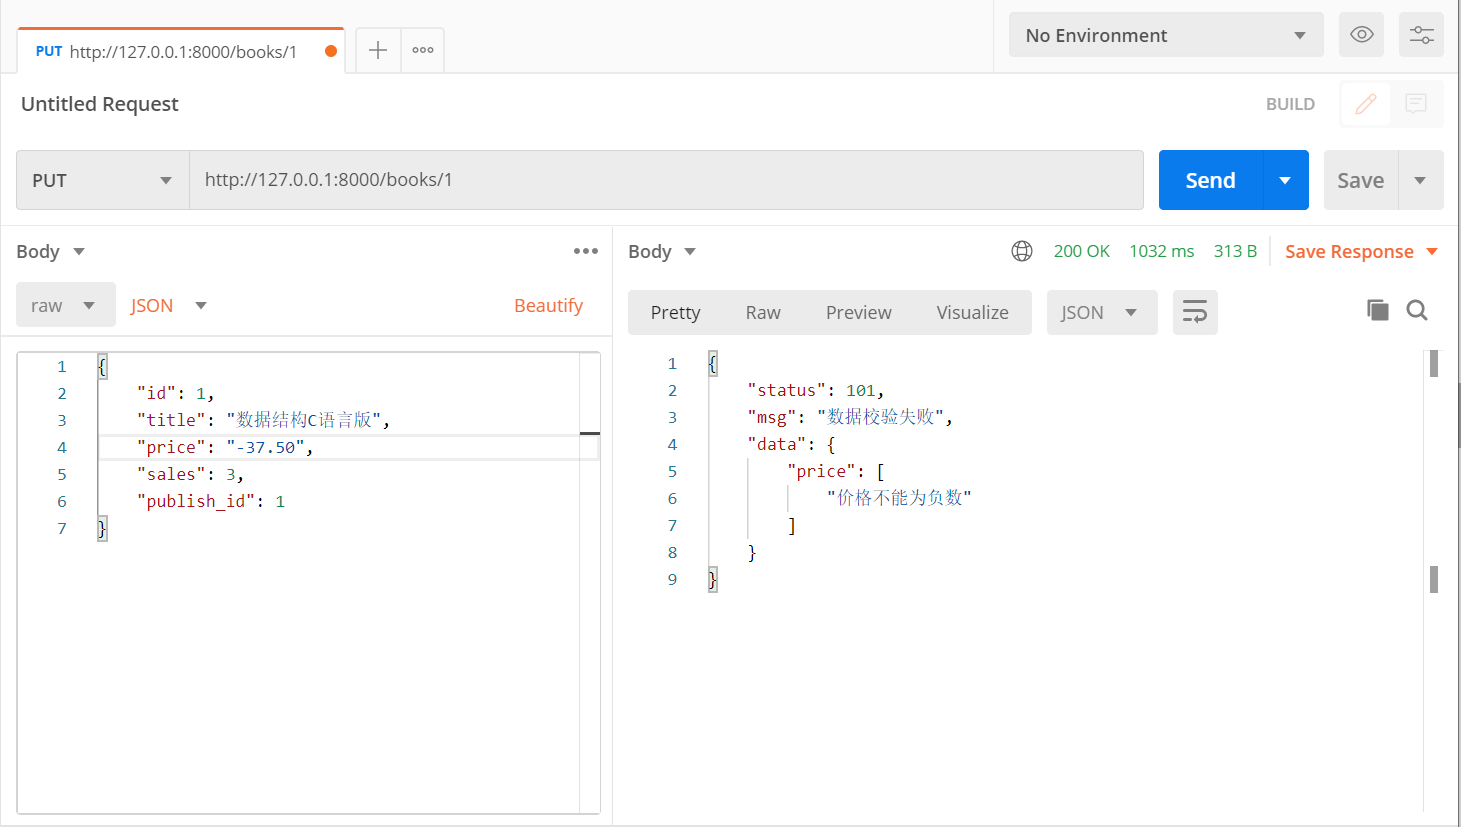 PUT http://127.0.0.1:8000/books/1
No Environment
Untitled Request
BUILD
PUT
http://127.0.0.1:8000/books/1
Send
Save
Body
Body
200 OK 1032 ms 313 B
Save Response
raw
JSON
Beautify
Pretty Raw Preview Visualize
JSON
1 {
2 "id": 1,
3 "title": "数据结构C语言版",
4 "price": "-37.50",
5 "sales": 3,
6 "publish_id": 1
7 }
1 {
2 "status": 101,
3 "msg": "数据校验失败",
4 "data": {
5 "price": [
6 "价格不能为负数"
7 ]
8 }
9 }